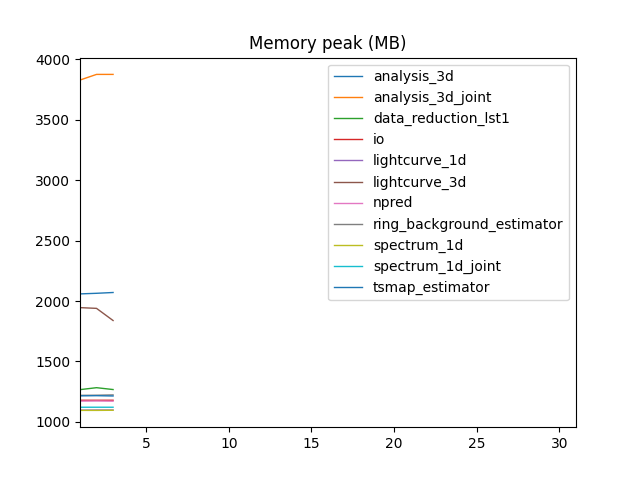 Memory peak (MB)
4000
3500
3000
2500
2000
1500
1000
analysis_3d
analysis_3d_joint
data_reduction_lst1
io
lightcurve_1d
lightcurve_3d
npred
ring_background_estimator
spectrum_1d
spectrum_1d_joint
tsmap_estimator
5 10 15 20 25 30